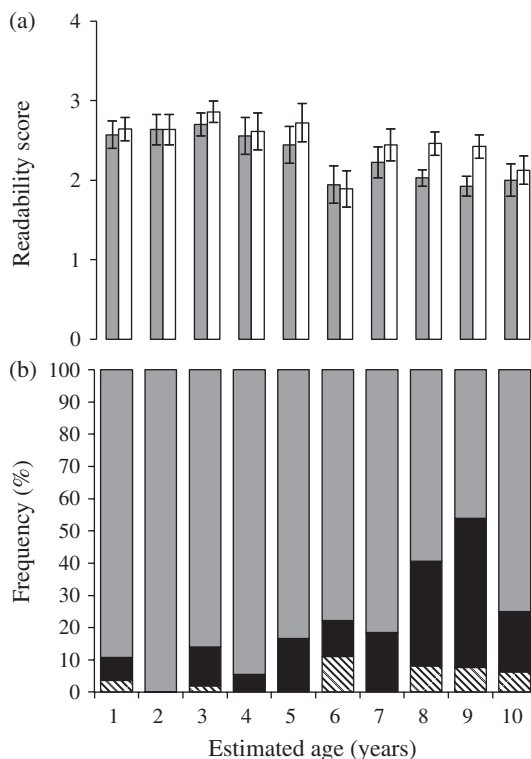 (a)
4
3
2
1
0
Readability score
(b)
100
90
80
70
60
50
40
30
20
10
0
Frequency (%)
1 2 3 4 5 6 7 8 9 10
Estimated age (years)